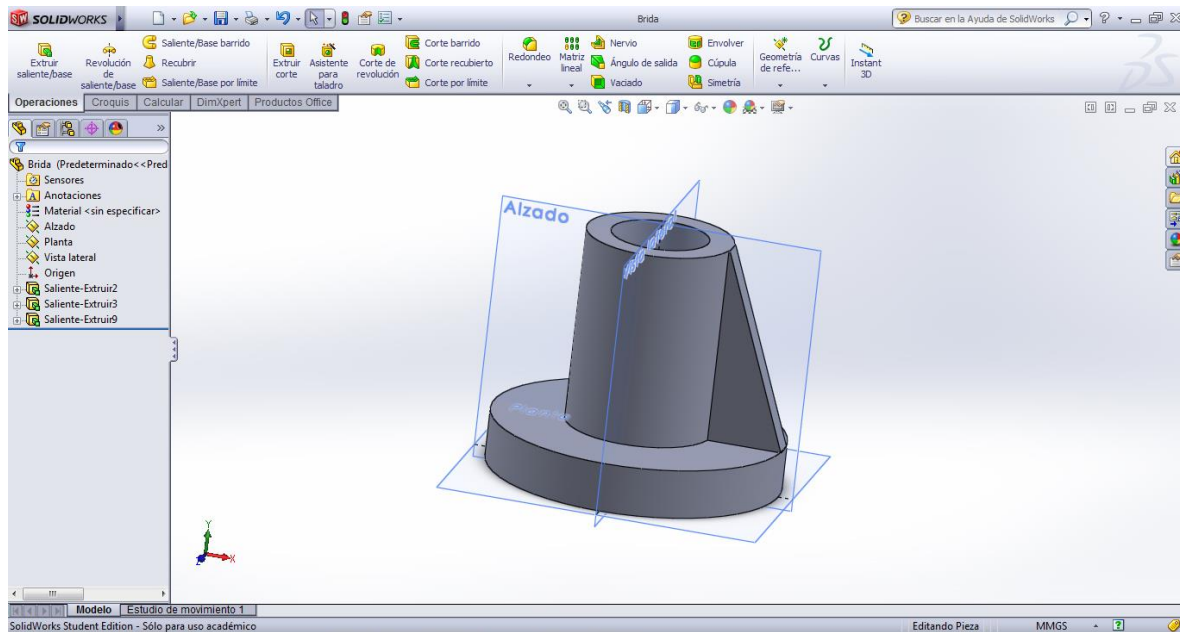 SOLIDWORKS
Brida
Buscar en la Ayuda de SolidWorks
Extruir saliente/base
Revolución de saliente/base
Saliente/Base barrido
Recubrir
Saliente/Base por límite
Extruir corte
Asistente para taladro
Corte de revolución
Corte barrido
Corte recubierto
Corte por límite
Redondeo
Matriz lineal
Nervio
Ángulo de salida
Vaciado
Envolver
Cúpula
Simetría
Geometría de refe...
Curvas
Instant 3D
Operaciones
Croquis
Calcular
DimXpert
Productos Office
Brida (Predeterminado<<Pred
Sensores
Anotaciones
Material <sin especificar>
Alzado
Planta
Vista lateral
Origen
Saliente-Extruir2
Saliente-Extruir3
Saliente-Extruir9
Alzado
Planta
Y
X
Z
Modelo
Estudio de movimiento 1
SolidWorks Student Edition - Sólo para uso académico
Editando Pieza
MMGS